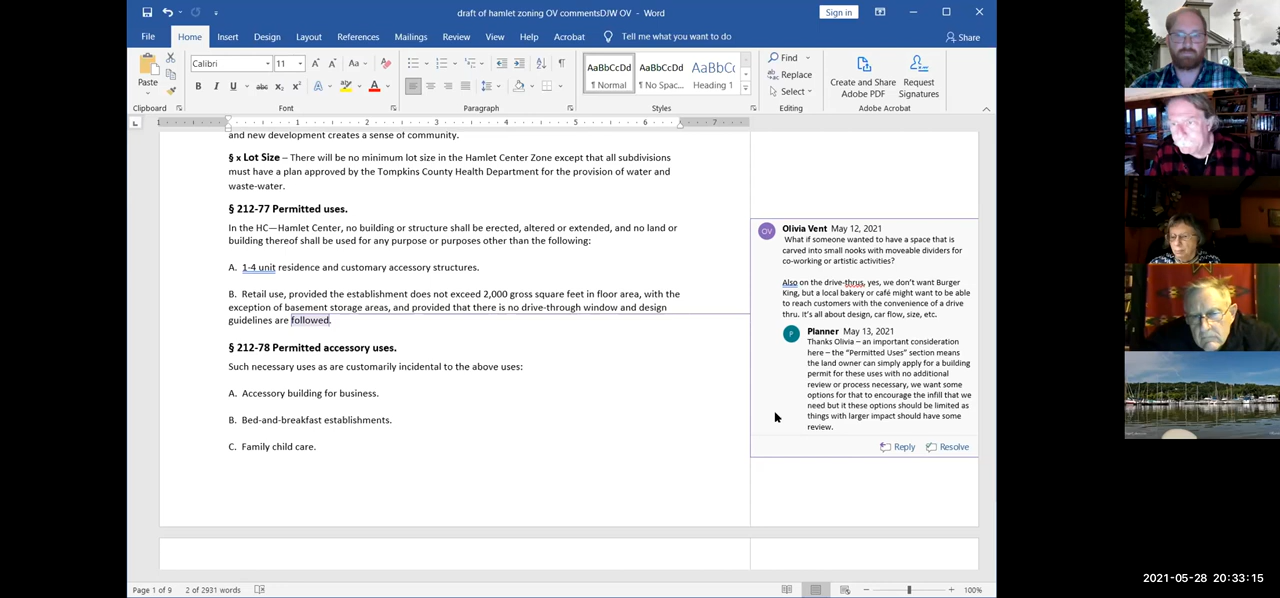 draft of hamlet zoning OV commentsDJW OV - Word
Sign in
File Home Insert Design Layout References Mailings Review View Help Acrobat Tell me what you want to do Share
Paste
Calibri 11
Aa
B I U abc x₂ x² A A
AaBbCcDd AaBbCcDd AaBbCc
¶ Normal ¶ No Spac... Heading 1
Find
Replace
Select
Create and Share
Adobe PDF
Request
Signatures
Clipboard Font Paragraph Styles Editing Adobe Acrobat
1 1 2 3 4 5 6 7
and new development creates a sense of community.
§ x Lot Size – There will be no minimum lot size in the Hamlet Center Zone except that all subdivisions
must have a plan approved by the Tompkins County Health Department for the provision of water and
waste-water.
§ 212-77 Permitted uses.
In the HC—Hamlet Center, no building or structure shall be erected, altered or extended, and no land or
building thereof shall be used for any purpose or purposes other than the following:
A. 1-4 unit residence and customary accessory structures.
B. Retail use, provided the establishment does not exceed 2,000 gross square feet in floor area, with the
exception of basement storage areas, and provided that there is no drive-through window and design
guidelines are followed.
§ 212-78 Permitted accessory uses.
Such necessary uses as are customarily incidental to the above uses:
A. Accessory building for business.
B. Bed-and-breakfast establishments.
C. Family child care.
OV
Olivia Vent May 12, 2021
What if someone wanted to have a space that is
carved into small nooks with moveable dividers for
co-working or artistic activities?
Also on the drive-thrus, yes, we don't want Burger
King, but a local bakery or café might want to be able
to reach customers with the convenience of a drive
thru. It's all about design, car flow, size, etc.
P
Planner May 13, 2021
Thanks Olivia – an important consideration
here – the "Permitted Uses" section means
the land owner can simply apply for a building
permit for these uses with no additional
review or process necessary, we want some
options for that to encourage the infill that we
need but it these options should be limited as
things with larger impact should have some
review.
Reply Resolve
Page 1 of 9 2 of 2931 words
100%
2021-05-28 20:33:15